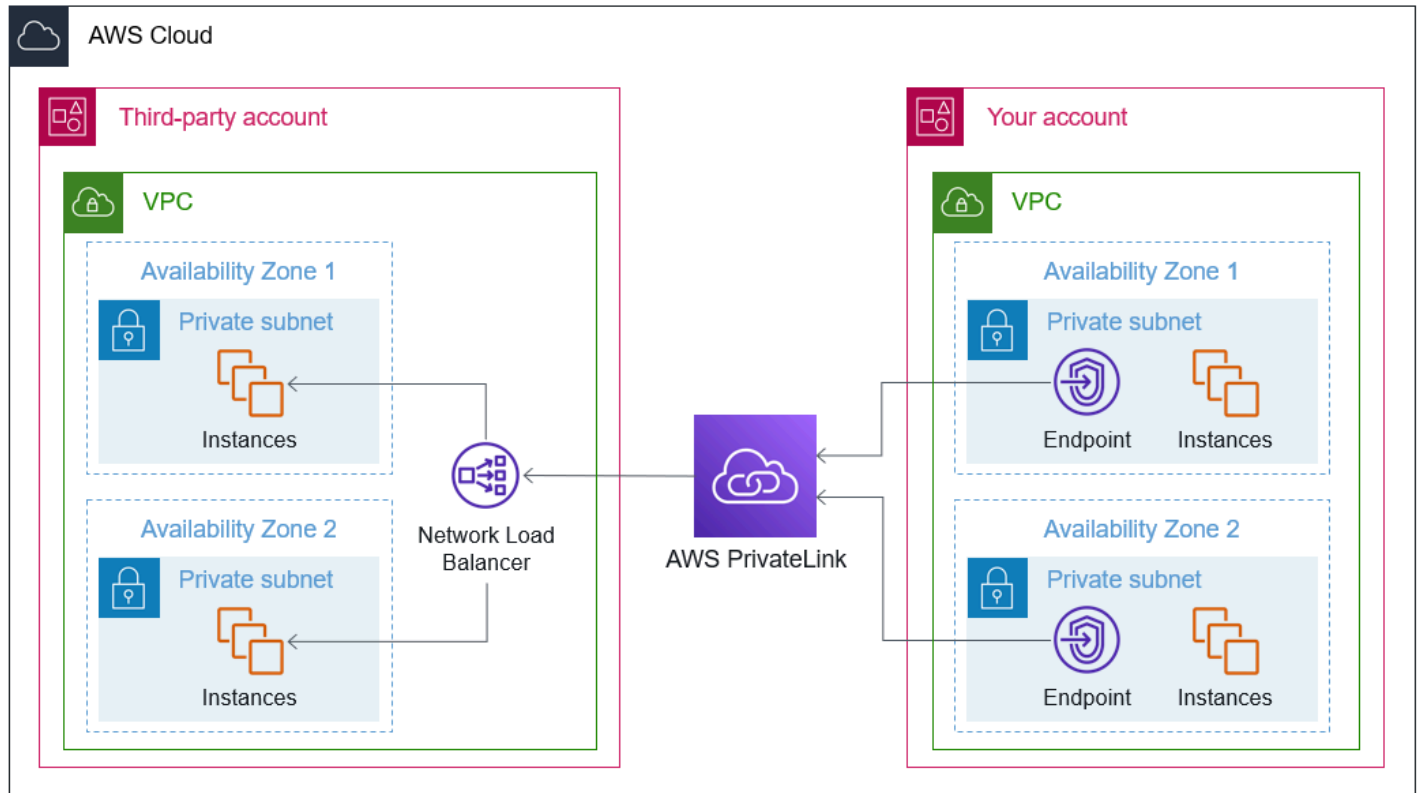 AWS Cloud
Third-party account
VPC
Availability Zone 1
Private subnet
Instances
Availability Zone 2
Private subnet
Instances
Network Load
Balancer
AWS PrivateLink
Your account
VPC
Availability Zone 1
Private subnet
Endpoint
Instances
Availability Zone 2
Private subnet
Endpoint
Instances